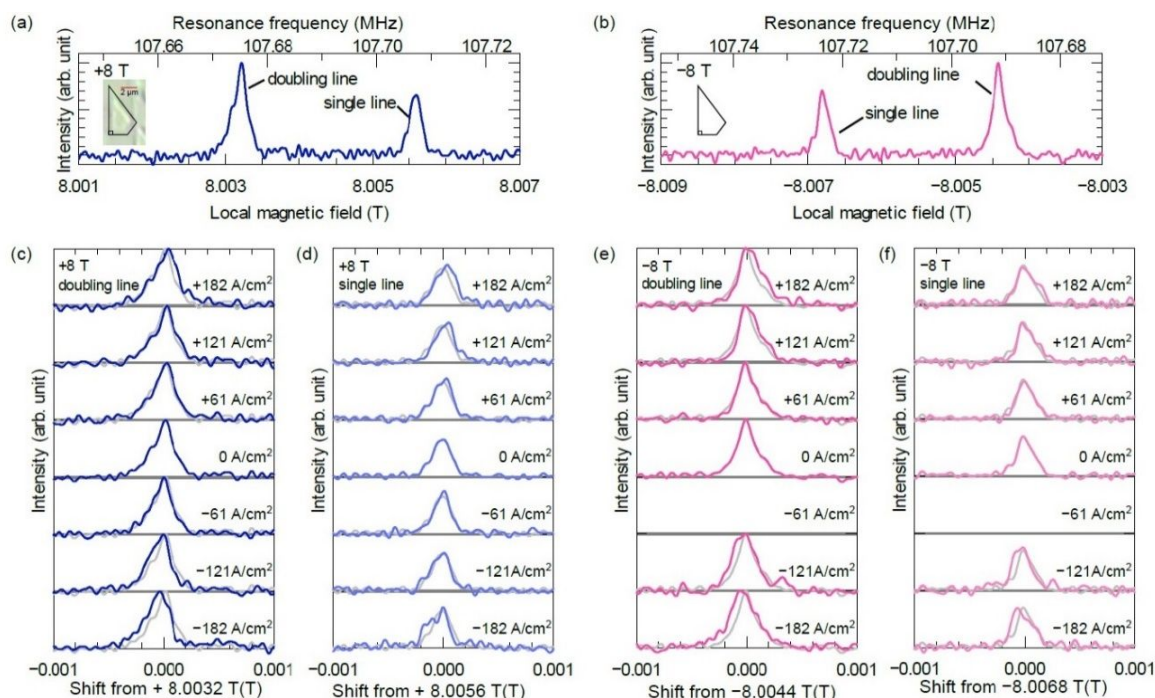 (a)
Resonance frequency (MHz)
107.66 107.68 107.70 107.72
+8 T
2 μm
doubling line
single line
Intensity (arb. unit)
8.001 8.003 8.005 8.007
Local magnetic field (T)
(b)
Resonance frequency (MHz)
107.74 107.72 107.70 107.68
−8 T
doubling line
single line
Intensity (arb. unit)
−8.009 −8.007 −8.005 −8.003
Local magnetic field (T)
(c)
+8 T
doubling line
+182 A/cm²
+121 A/cm²
+61 A/cm²
0 A/cm²
−61 A/cm²
−121A/cm²
−182 A/cm²
Intensity (arb. unit)
−0.001 0.000 0.001
Shift from + 8.0032 T(T)
(d)
+8 T
single line
+182 A/cm²
+121 A/cm²
+61 A/cm²
0 A/cm²
−61 A/cm²
−121 A/cm²
−182 A/cm²
Intensity (arb. unit)
0.000 0.001
Shift from + 8.0056 T(T)
(e)
−8 T
doubling line
+182 A/cm²
+121 A/cm²
+61 A/cm²
0 A/cm²
−61 A/cm²
−121A/cm²
−182 A/cm²
Intensity (arb. unit)
−0.001 0.000 0.001
Shift from −8.0044 T(T)
(f)
−8 T
single line
+182 A/cm²
+121 A/cm²
+61 A/cm²
0 A/cm²
−61 A/cm²
−121A/cm²
−182 A/cm²
Intensity (arb. unit)
0.000 0.001
Shift from −8.0068 T(T)